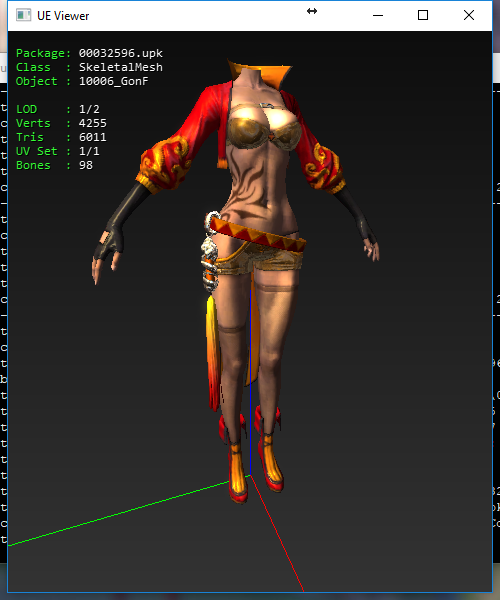 UE Viewer
Package: 00032596.upk
Class : SkeletalMesh
Object : 10006_GonF
LOD : 1/2
Verts : 4255
Tris : 6011
UV Set : 1/1
Bones : 98